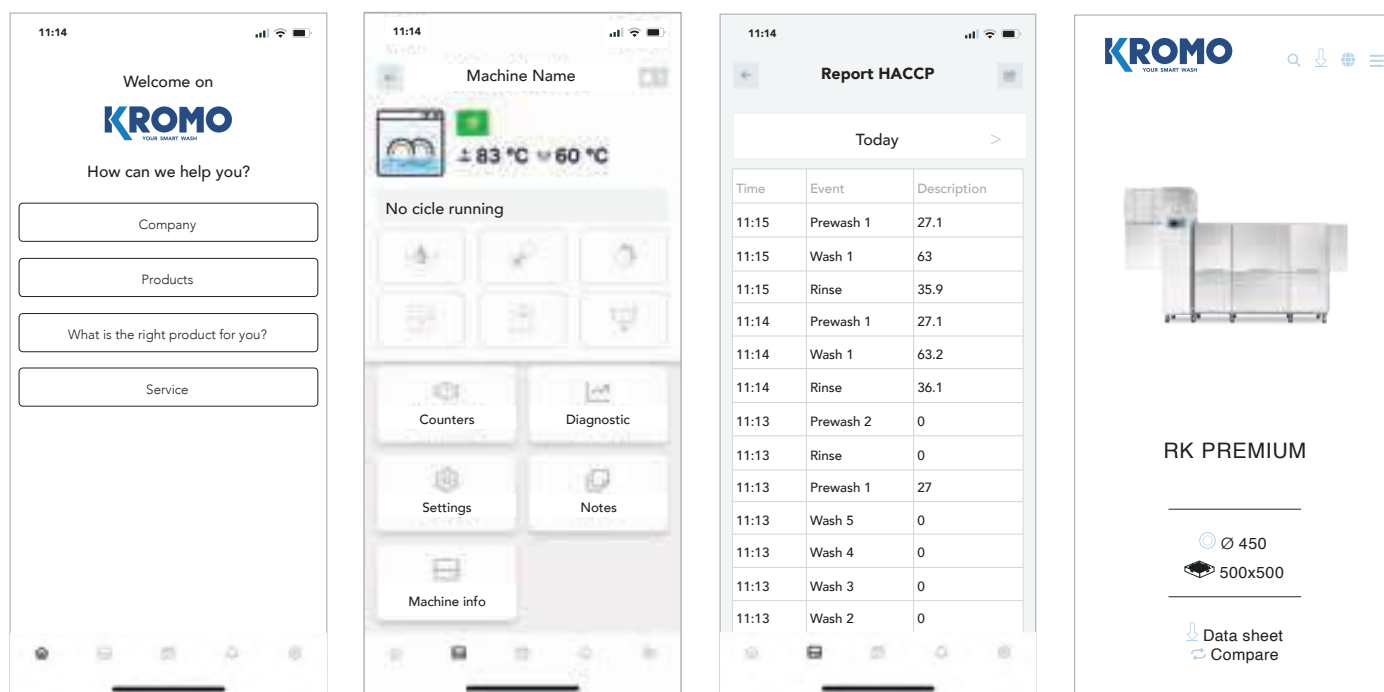 11:14
Welcome on
KROMO
YOUR SMART WASH
How can we help you?
Company
Products
What is the right product for you?
Service
11:14
Machine Name
83 °C 60 °C
No cicle running
Counters
Diagnostic
Settings
Notes
Machine info
11:14
Report HACCP
Today >
Time Event Description
11:15 Prewash 1 27.1
11:15 Wash 1 63
11:15 Rinse 35.9
11:14 Prewash 1 27.1
11:14 Wash 1 63.2
11:14 Rinse 36.1
11:13 Prewash 2 0
11:13 Rinse 0
11:13 Prewash 1 27
11:13 Wash 5 0
11:13 Wash 4 0
11:13 Wash 3 0
11:13 Wash 2 0
KROMO
YOUR SMART WASH
RK PREMIUM
Ø 450
500x500
Data sheet
Compare